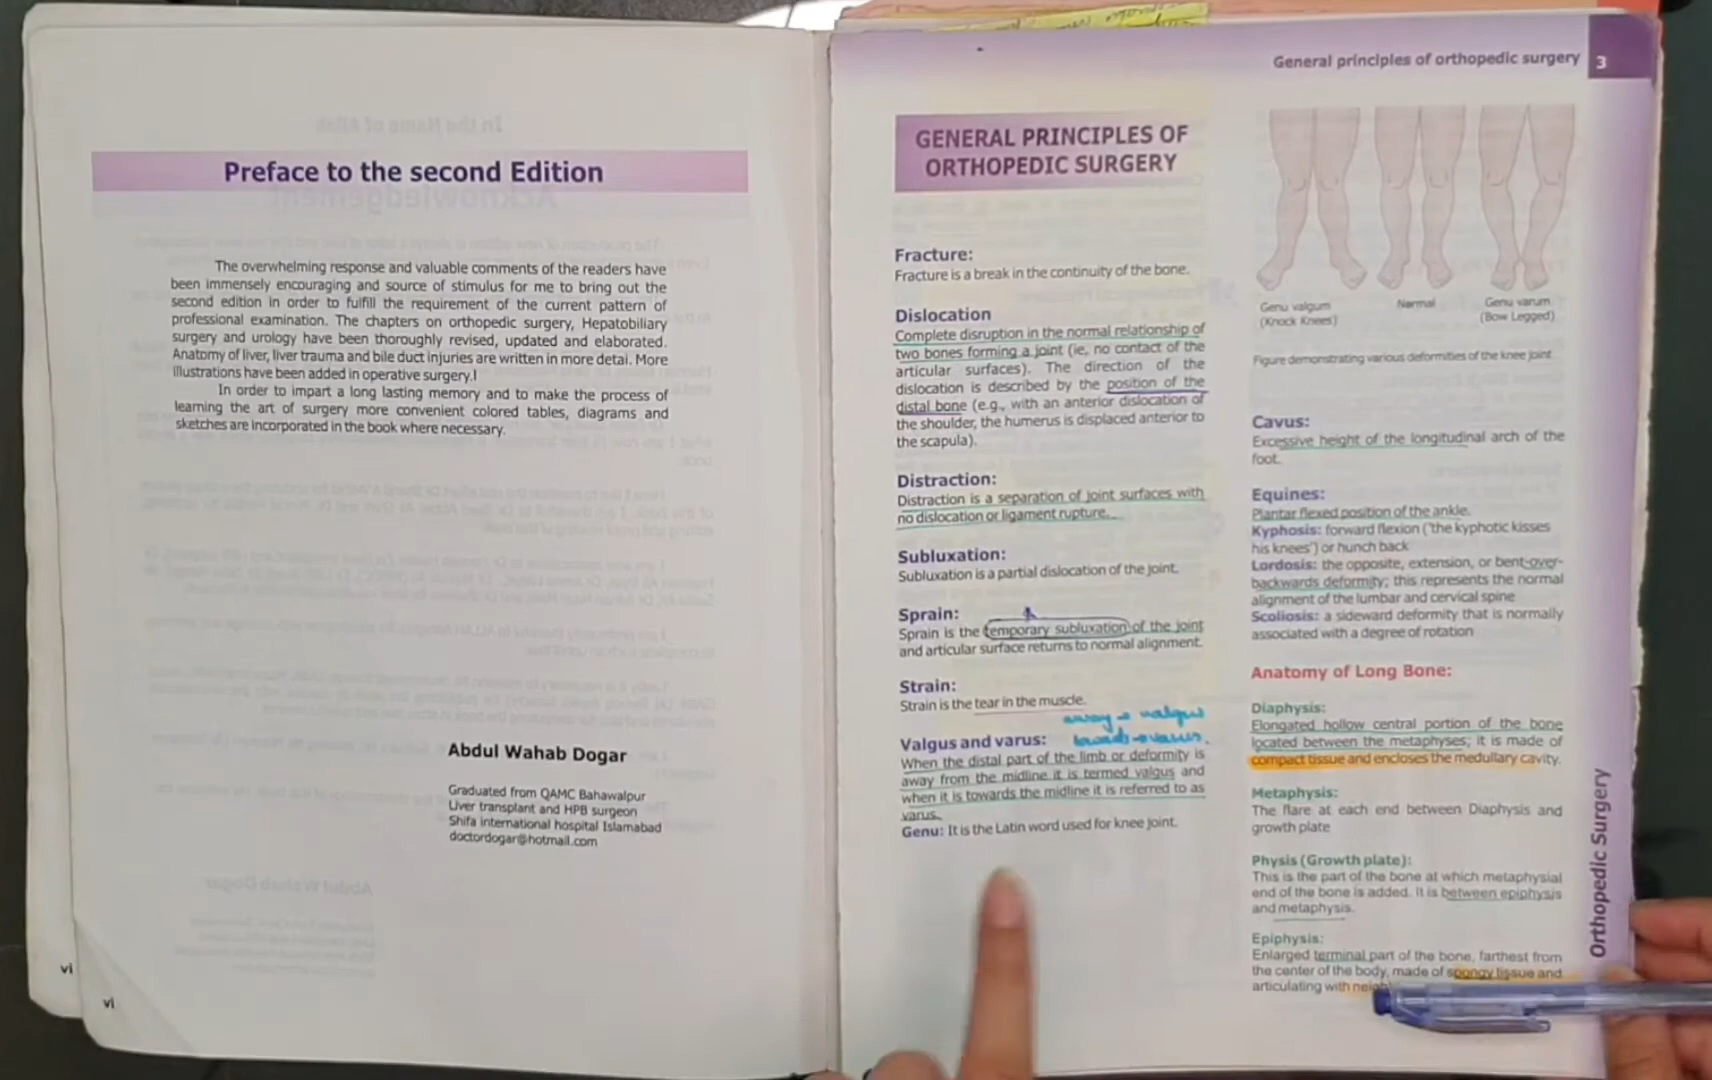 Preface to the second Edition
The overwhelming response and valuable comments of the readers have
been immensely encouraging and source of stimulus for me to bring out the
second edition in order to fulfill the requirement of the current pattern of
professional examination. The chapters on orthopedic surgery, Hepatobiliary
surgery and urology have been thoroughly revised, updated and elaborated.
Anatomy of liver, liver trauma and bile duct injuries are written in more detai. More
illustrations have been added in operative surgery.l
In order to impart a long lasting memory and to make the process of
learning the art of surgery more convenient colored tables, diagrams and
sketches are incorporated in the book where necessary.
Abdul Wahab Dogar
Graduated from QAMC Bahawalpur
Liver transplant and HPB surgeon
Shifa international hospital Islamabad
doctordogar@hotmail.com
vi
vi
General principles of orthopedic surgery 3
GENERAL PRINCIPLES OF
ORTHOPEDIC SURGERY
Fracture:
Fracture is a break in the continuity of the bone.
Dislocation
Complete disruption in the normal relationship of
two bones forming a joint (ie, no contact of the
articular surfaces). The direction of the
dislocation is described by the position of the
distal bone (e.g., with an anterior dislocation of
the shoulder, the humerus is displaced anterior to
the scapula).
Distraction:
Distraction is a separation of joint surfaces with
no dislocation or ligament rupture.
Subluxation:
Subluxation is a partial dislocation of the joint.
Sprain:
Sprain is the temporary subluxation of the joint
and articular surface returns to normal alignment.
Strain:
Strain is the tear in the muscle.
away → valgus
towards → varus.
Valgus and varus:
When the distal part of the limb or deformity is
away from the midline it is termed valgus and
when it is towards the midline it is referred to as
varus.
Genu: It is the Latin word used for knee joint.
Genu valgum
(Knock Knees)
Normal
Genu varum
(Bow Legged)
Figure demonstrating various deformities of the knee joint
Cavus:
Excessive height of the longitudinal arch of the
foot.
Equines:
Plantar flexed position of the ankle.
Kyphosis: forward flexion ('the kyphotic kisses
his knees') or hunch back
Lordosis: the opposite, extension, or bent-over-
backwards deformity; this represents the normal
alignment of the lumbar and cervical spine
Scoliosis: a sideward deformity that is normally
associated with a degree of rotation
Anatomy of Long Bone:
Diaphysis:
Elongated hollow central portion of the bone
located between the metaphyses; it is made of
compact tissue and encloses the medullary cavity.
Metaphysis:
The flare at each end between Diaphysis and
growth plate
Physis (Growth plate):
This is the part of the bone at which metaphysial
end of the bone is added. It is between epiphysis
and metaphysis.
Epiphysis:
Enlarged terminal part of the bone, farthest from
the center of the body, made of spongy tissue and
articulating with
Orthopedic Surgery